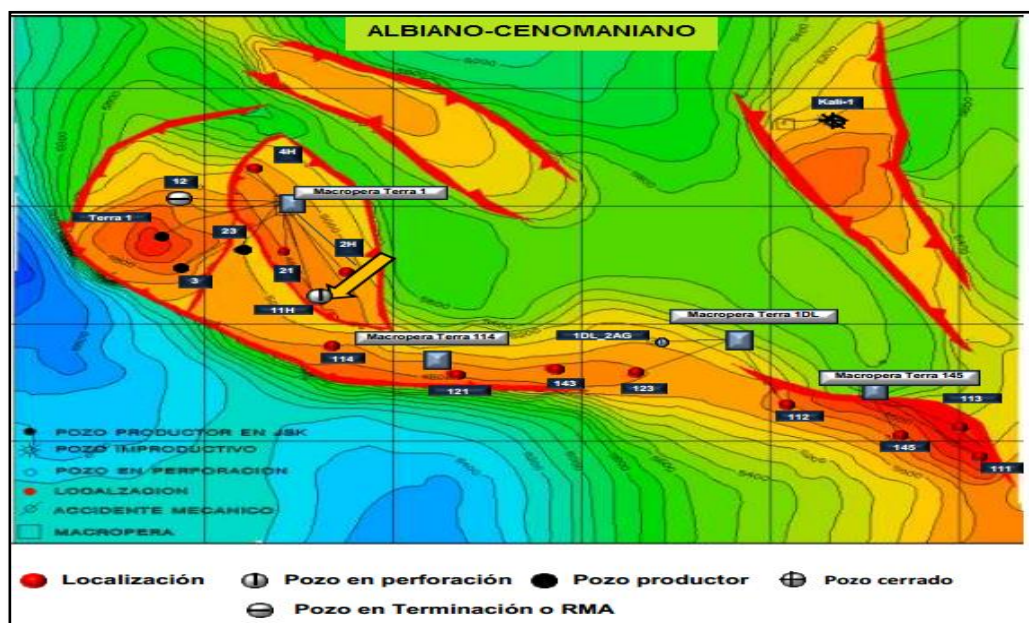 ALBIANO-CENOMANIANO
Kali-1
4H
12
Macropera Terra 1
Terra 1
23
2H
3
21
11H
Macropera Terra 1DL
Macropera Terra 114
1DL_2AG
114
Macropera Terra 145
121
143
123
113
112
145
111
POZO PRODUCTOR EN JSK
POZO IMPRODUCTIVO
POZO EN PERFORACION
LOCALZACION
ACCIDENTE MECANICO
MACROPERA
Localización
Pozo en perforación
Pozo productor
Pozo cerrado
Pozo en Terminación o RMA